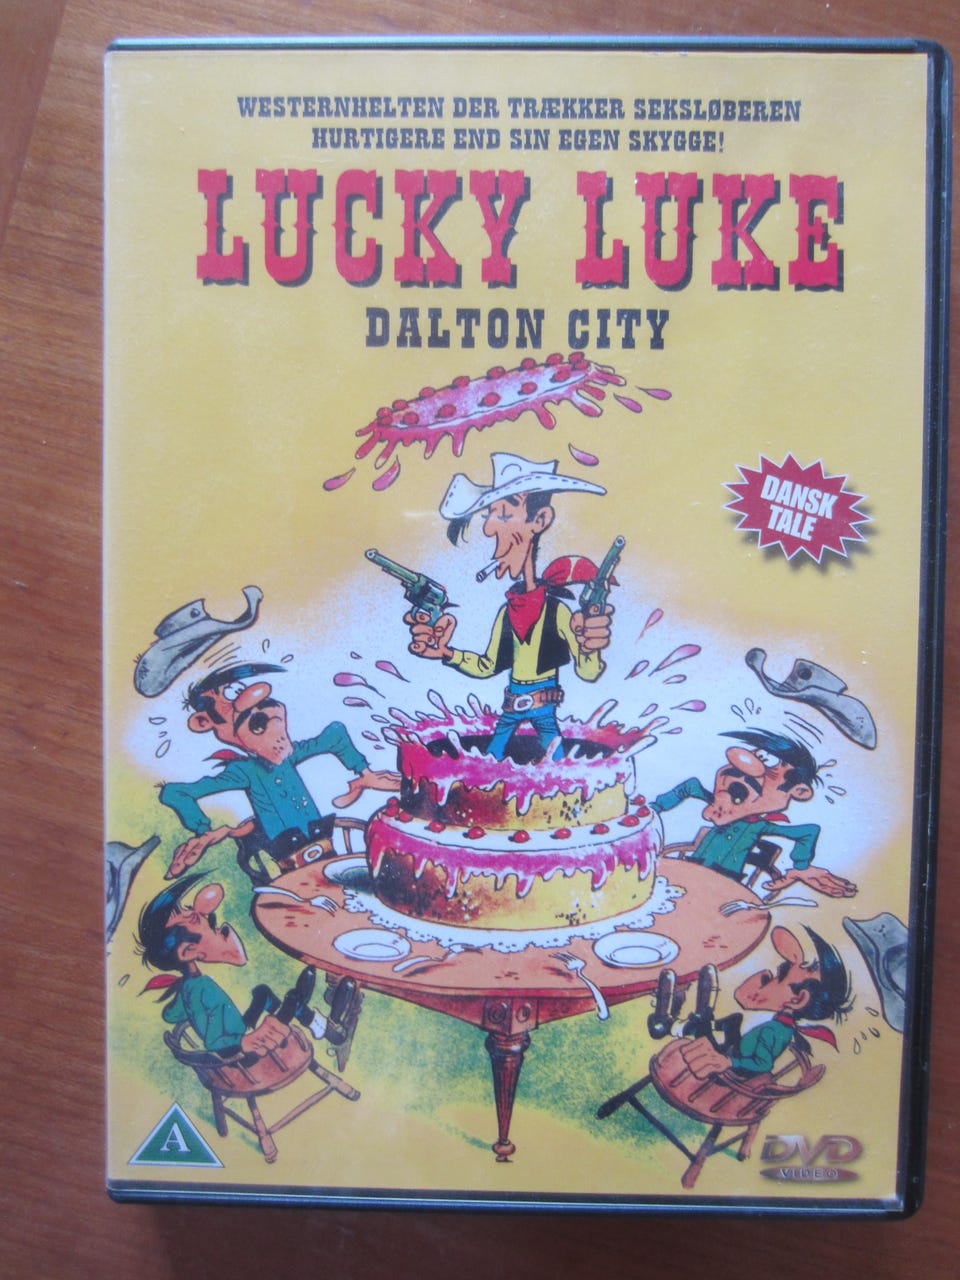 WESTERNHELTEN DER TRÆKKER SEKSLØBEREN
HURTIGERE END SIN EGEN SKYGGE!
LUCKY LUKE
DALTON CITY
DANSK
TALE
A
DVD
VIDEO